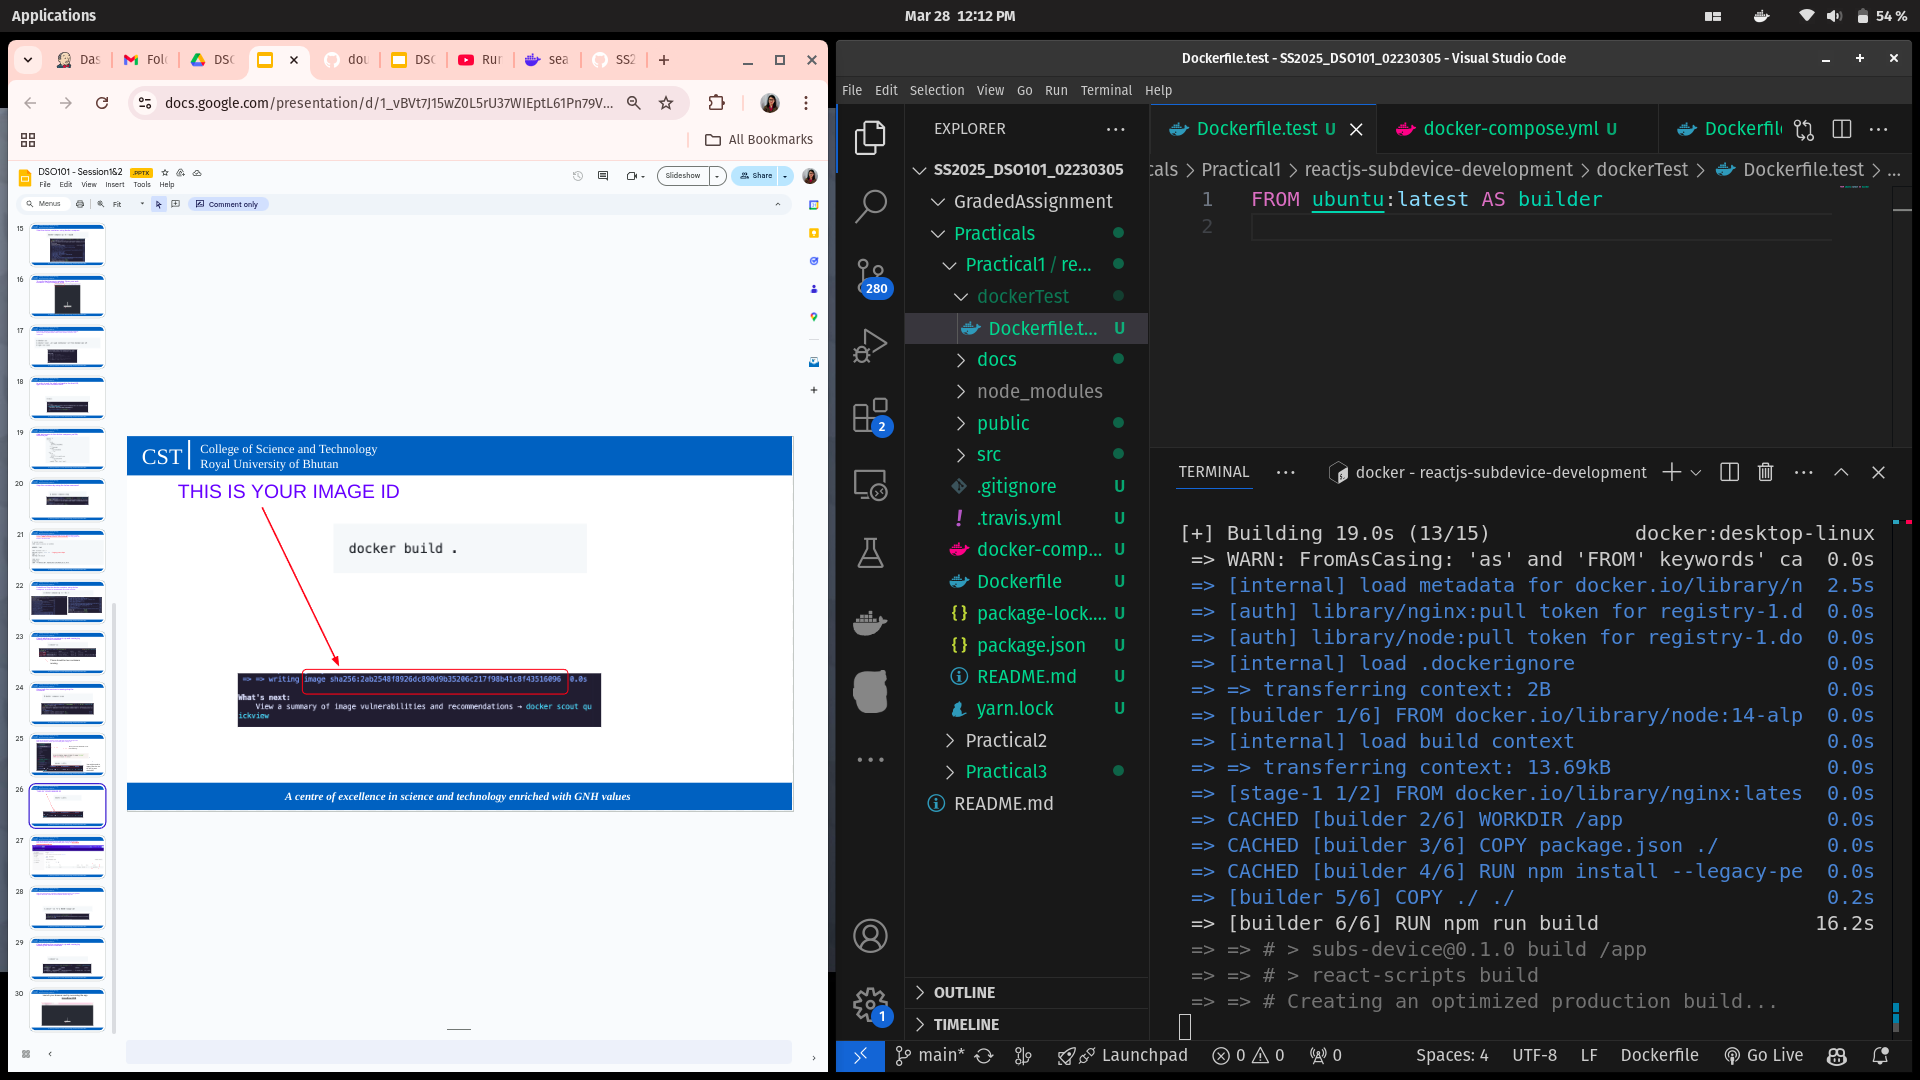 Applications
Mar 28 12:12 PM
54 %
Das
Fol
DSC
dou
DSC
Rur
sea
SS2
docs.google.com/presentation/d/1_vBVt7J15wZ0L5rU37WIEptL61Pn79V...
All Bookmarks
DSO101 - Session1&2 .PPTX
File Edit View Insert Tools Help
Slideshow
Share
Menus
Fit
Comment only
15
16
17
18
19
20
21
22
23
24
25
26
27
28
29
30
CST
College of Science and Technology
Royal University of Bhutan
THIS IS YOUR IMAGE ID
docker build .
=> => writing image sha256:2ab2548f8926dc890d9b35206c217f98b41c8f43516096 0.0s
What's next:
View a summary of image vulnerabilities and recommendations → docker scout qu
ickview
A centre of excellence in science and technology enriched with GNH values
Dockerfile.test - SS2025_DSO101_02230305 - Visual Studio Code
File Edit Selection View Go Run Terminal Help
EXPLORER
SS2025_DSO101_02230305
GradedAssignment
Practicals
Practical1 / re...
dockerTest
Dockerfile.t... U
docs
node_modules
public
src
.gitignore U
.travis.yml U
docker-comp... U
Dockerfile U
package-lock.... U
package.json U
README.md U
yarn.lock U
Practical2
Practical3
README.md
OUTLINE
TIMELINE
280
2
1
Dockerfile.test U
docker-compose.yml U
Dockerfil
cals > Practical1 > reactjs-subdevice-development > dockerTest > Dockerfile.test > ...
1 FROM ubuntu:latest AS builder
2
TERMINAL
docker - reactjs-subdevice-development
[+] Building 19.0s (13/15) docker:desktop-linux
=> WARN: FromAsCasing: 'as' and 'FROM' keywords' ca 0.0s
=> [internal] load metadata for docker.io/library/n 2.5s
=> [auth] library/nginx:pull token for registry-1.d 0.0s
=> [auth] library/node:pull token for registry-1.do 0.0s
=> [internal] load .dockerignore 0.0s
=> => transferring context: 2B 0.0s
=> [builder 1/6] FROM docker.io/library/node:14-alp 0.0s
=> [internal] load build context 0.0s
=> => transferring context: 13.69kB 0.0s
=> [stage-1 1/2] FROM docker.io/library/nginx:lates 0.0s
=> CACHED [builder 2/6] WORKDIR /app 0.0s
=> CACHED [builder 3/6] COPY package.json ./ 0.0s
=> CACHED [builder 4/6] RUN npm install --legacy-pe 0.0s
=> [builder 5/6] COPY ./ ./ 0.2s
=> [builder 6/6] RUN npm run build 16.2s
=> => # > subs-device@0.1.0 build /app
=> => # > react-scripts build
=> => # Creating an optimized production build...
main* Launchpad 0 0 0 Spaces: 4 UTF-8 LF Dockerfile Go Live